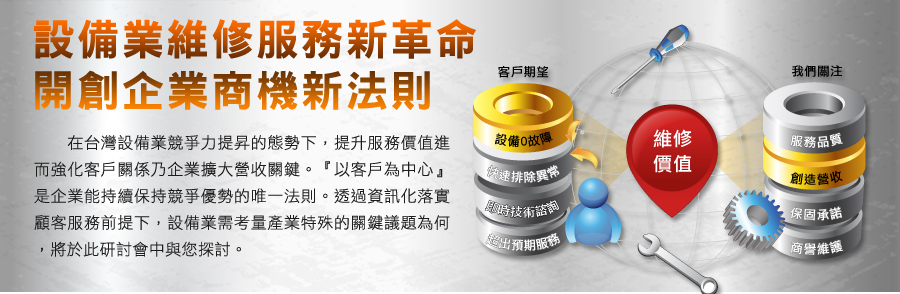 設備業維修服務新革命
開創企業商機新法則
在台灣設備業競爭力提昇的態勢下，提升服務價值進
而強化客戶關係乃企業擴大營收關鍵。『以客戶為中心』
是企業能持續保持競爭優勢的唯一法則。透過資訊化落實
顧客服務前提下，設備業需考量產業特殊的關鍵議題為何
，將於此研討會中與您探討。
客戶期望
設備0故障
快速排除異常
即時技術諮詢
超出預期服務
維修
價值
我們關注
服務品質
創造營收
保固承諾
商譽維護